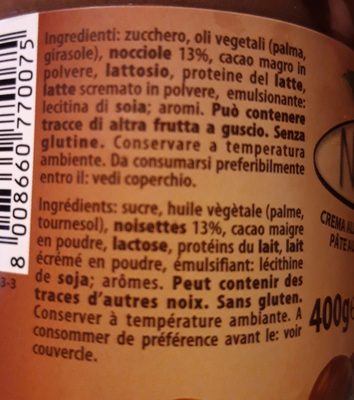 Ingredienti: zucchero, oli vegetali (palma,
girasole), nocciole 13%, cacao magro in
polvere, lattosio, proteine del latte,
latte scremato in polvere, emulsionante:
lecitina di soia; aromi. Può contenere
tracce di altra frutta a guscio. Senza
glutine. Conservare a temperatura
ambiente. Da consumarsi preferibilmente
entro il: vedi coperchio.
Ingrédients: sucre, huile vègètale (palme,
tournesol), noisettes 13%, cacao maigre
en poudre, lactose, protéins du lait, lait
écrémé en poudre, émulsifiant: lécithine
de soja; arômes. Peut contenir des
traces d'autres noix. Sans gluten.
Conserver à température ambiante. A
consommer de préférence avant le: voir
couvercle.
8 008660 770075
3-3
CREMA
PÂTE
400g